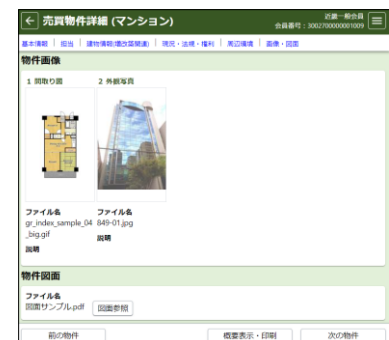 売買物件詳細 (マンション)
近畿一般会員
会員番号：3002700000001009
基本情報 担当 建物情報(増改築関連) 現況・法規・権利 周辺環境 画像・図面
物件画像
1 間取り図 2 外観写真
ファイル名 ファイル名
gr_index_sample_04 849-01.jpg
_big.gif
説明
説明
物件図面
ファイル名
図面サンプル.pdf 図面参照
前の物件 概要表示・印刷 次の物件